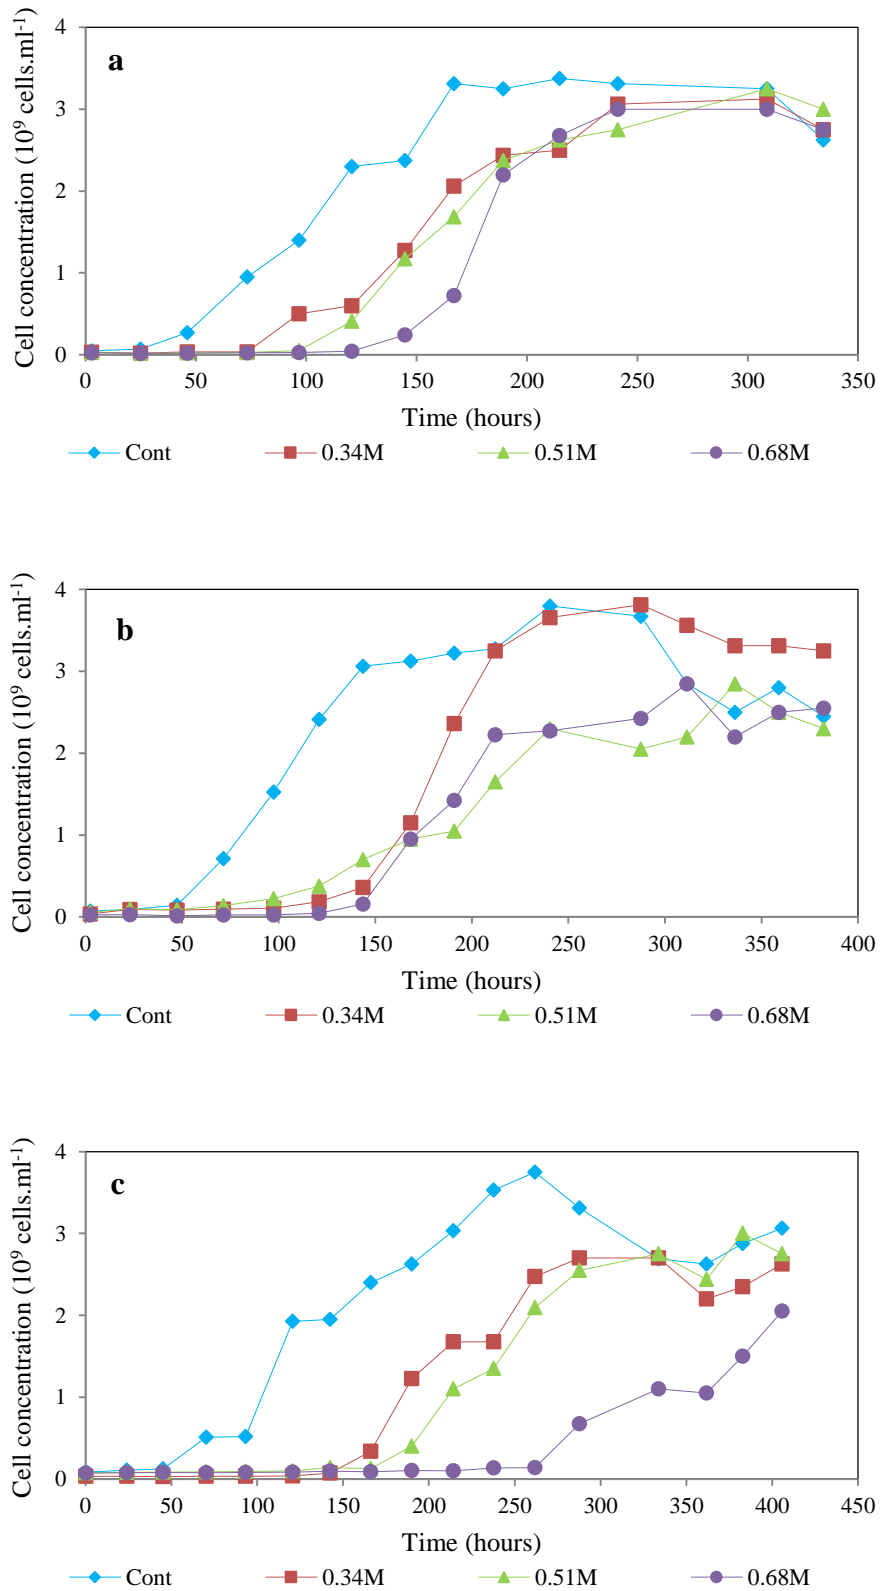 a
Cell concentration (10⁹ cells.ml⁻¹)
4
3
2
1
0
0 50 100 150 200 250 300 350
Time (hours)
Cont 0.34M 0.51M 0.68M
b
Cell concentration (10⁹ cells.ml⁻¹)
4
3
2
1
0
0 50 100 150 200 250 300 350 400
Time (hours)
Cont 0.34M 0.51M 0.68M
c
Cell concentration (10⁹ cells.ml⁻¹)
4
3
2
1
0
0 50 100 150 200 250 300 350 400 450
Time (hours)
Cont 0.34M 0.51M 0.68M